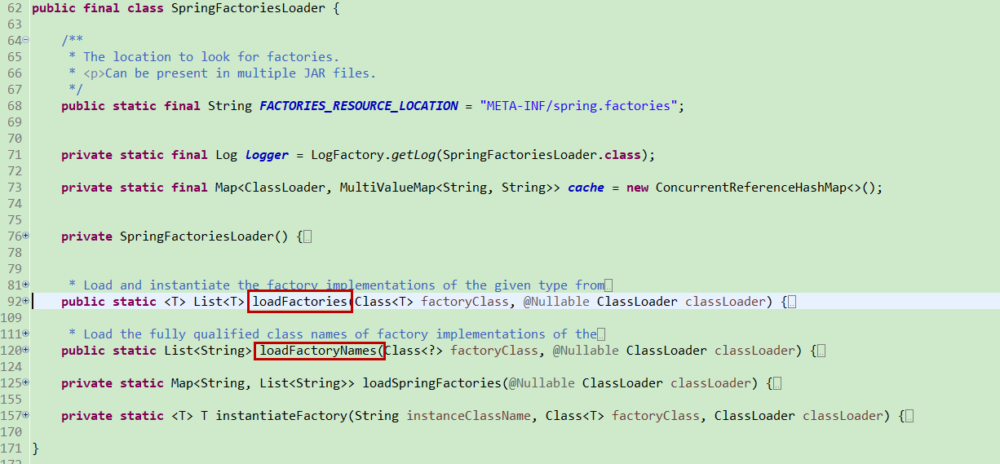 62 public final class SpringFactoriesLoader {
63
64 /**
65 * The location to look for factories.
66 * <p>Can be present in multiple JAR files.
67 */
68 public static final String FACTORIES_RESOURCE_LOCATION = "META-INF/spring.factories";
69
70
71 private static final Log logger = LogFactory.getLog(SpringFactoriesLoader.class);
72
73 private static final Map<ClassLoader, MultiValueMap<String, String>> cache = new ConcurrentReferenceHashMap<>();
74
75
76 private SpringFactoriesLoader() {
78
79
81 * Load and instantiate the factory implementations of the given type from
92 public static <T> List<T> loadFactories(Class<T> factoryClass, @Nullable ClassLoader classLoader) {
109
111 * Load the fully qualified class names of factory implementations of the
120 public static List<String> loadFactoryNames(Class<?> factoryClass, @Nullable ClassLoader classLoader) {
124
125 private static Map<String, List<String>> loadSpringFactories(@Nullable ClassLoader classLoader) {
155
157 private static <T> T instantiateFactory(String instanceClassName, Class<T> factoryClass, ClassLoader classLoader) {
170
171 }
172